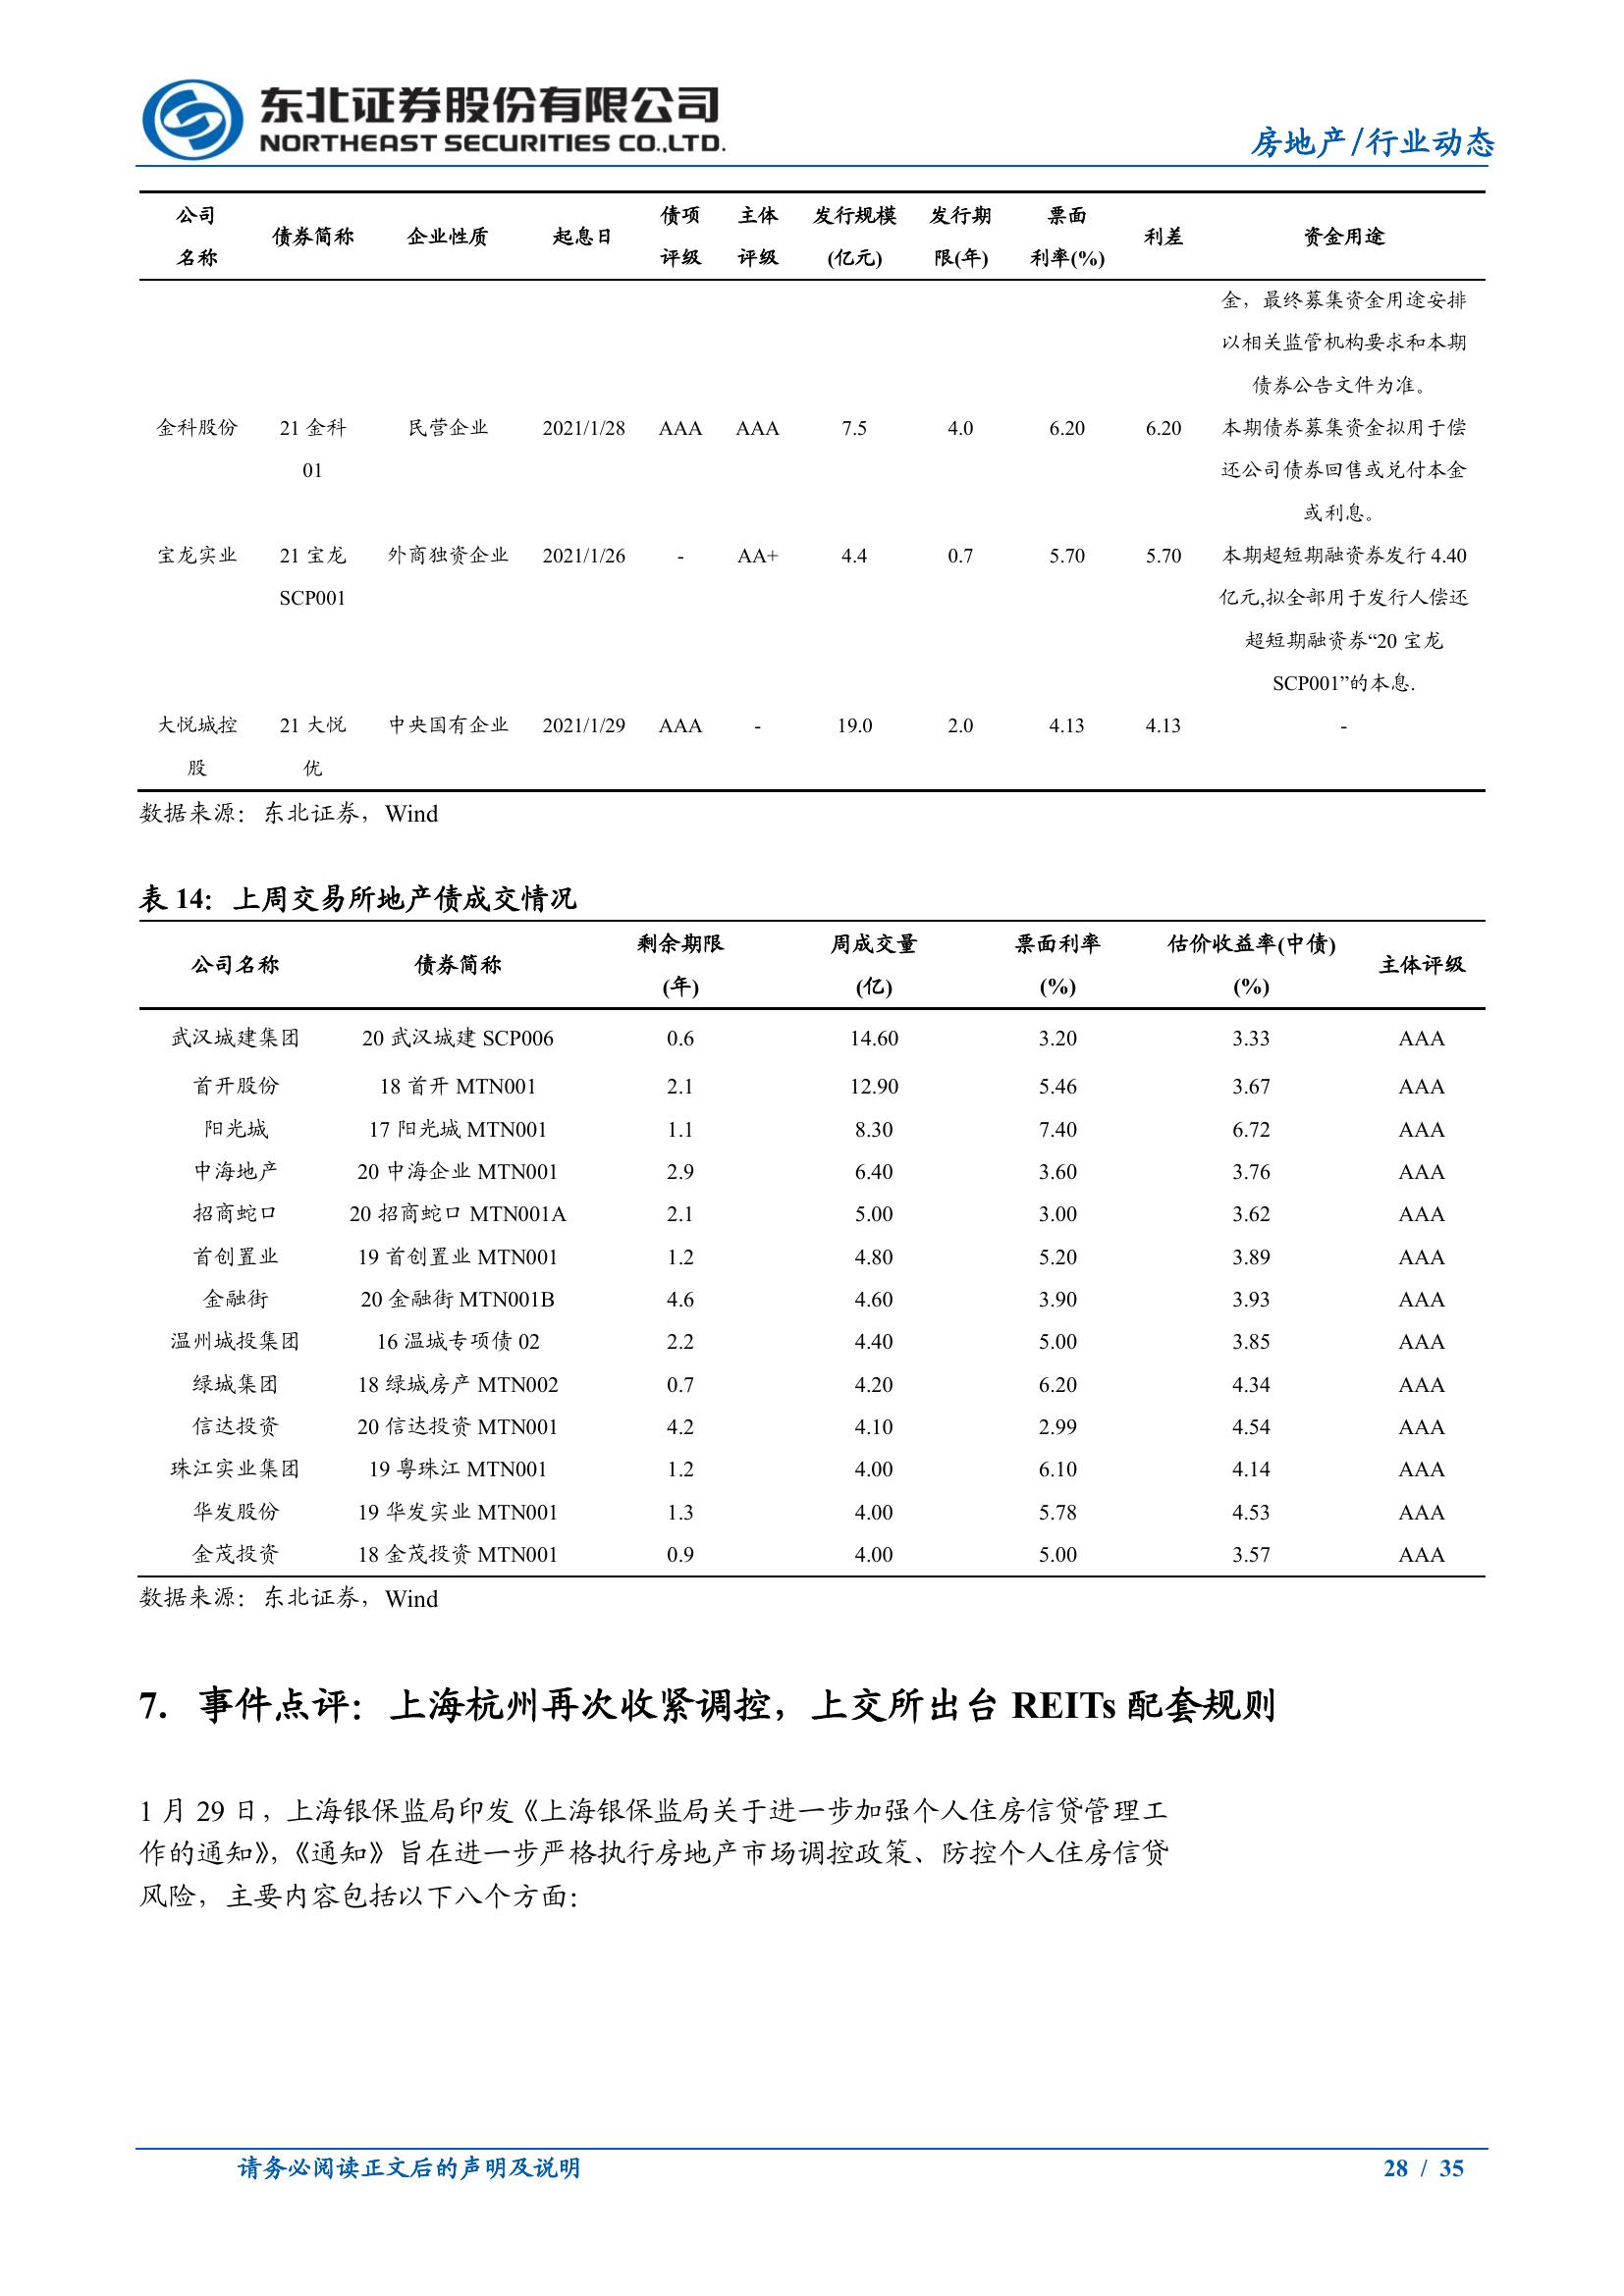 东北证券股份有限公司
NORTHEAST SECURITIES CO.,LTD.
房地产/行业动态
公司名称 债券简称 企业性质 起息日 债项评级 主体评级 发行规模(亿元) 发行期限(年) 票面利率(%) 利差 资金用途
金，最终募集资金用途安排
以相关监管机构要求和本期
债券公告文件为准。
金科股份 21 金科 民营企业 2021/1/28 AAA AAA 7.5 4.0 6.20 6.20 本期债券募集资金拟用于偿
01 还公司债券回售或兑付本金
或利息。
宝龙实业 21 宝龙 外商独资企业 2021/1/26 - AA+ 4.4 0.7 5.70 5.70 本期超短期融资券发行 4.40
SCP001 亿元,拟全部用于发行人偿还
超短期融资券“20 宝龙
SCP001”的本息.
大悦城控 21 大悦 中央国有企业 2021/1/29 AAA - 19.0 2.0 4.13 4.13 -
股 优
数据来源：东北证券，Wind
表 14：上周交易所地产债成交情况
公司名称 债券简称 剩余期限(年) 周成交量(亿) 票面利率(%) 估价收益率(中债)(%) 主体评级
武汉城建集团 20 武汉城建 SCP006 0.6 14.60 3.20 3.33 AAA
首开股份 18 首开 MTN001 2.1 12.90 5.46 3.67 AAA
阳光城 17 阳光城 MTN001 1.1 8.30 7.40 6.72 AAA
中海地产 20 中海企业 MTN001 2.9 6.40 3.60 3.76 AAA
招商蛇口 20 招商蛇口 MTN001A 2.1 5.00 3.00 3.62 AAA
首创置业 19 首创置业 MTN001 1.2 4.80 5.20 3.89 AAA
金融街 20 金融街 MTN001B 4.6 4.60 3.90 3.93 AAA
温州城投集团 16 温城专项债 02 2.2 4.40 5.00 3.85 AAA
绿城集团 18 绿城房产 MTN002 0.7 4.20 6.20 4.34 AAA
信达投资 20 信达投资 MTN001 4.2 4.10 2.99 4.54 AAA
珠江实业集团 19 粤珠江 MTN001 1.2 4.00 6.10 4.14 AAA
华发股份 19 华发实业 MTN001 1.3 4.00 5.78 4.53 AAA
金茂投资 18 金茂投资 MTN001 0.9 4.00 5.00 3.57 AAA
数据来源：东北证券，Wind
7. 事件点评：上海杭州再次收紧调控，上交所出台 REITs 配套规则
1 月 29 日，上海银保监局印发《上海银保监局关于进一步加强个人住房信贷管理工
作的通知》，《通知》旨在进一步严格执行房地产市场调控政策、防控个人住房信贷
风险，主要内容包括以下八个方面：
请务必阅读正文后的声明及说明
28 / 35